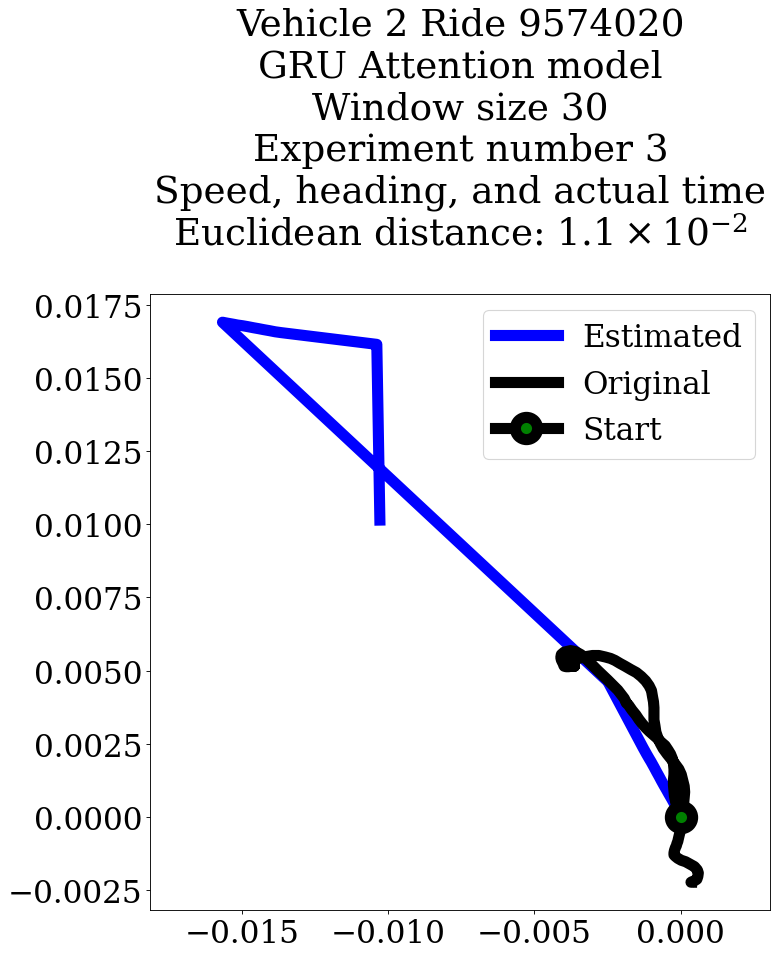 Vehicle 2 Ride 9574020
GRU Attention model
Window size 30
Experiment number 3
Speed, heading, and actual time
Euclidean distance: 1.1 × 10⁻²
0.0175
0.0150
0.0125
0.0100
0.0075
0.0050
0.0025
0.0000
−0.0025
Estimated
Original
Start
−0.015
−0.010
−0.005
0.000